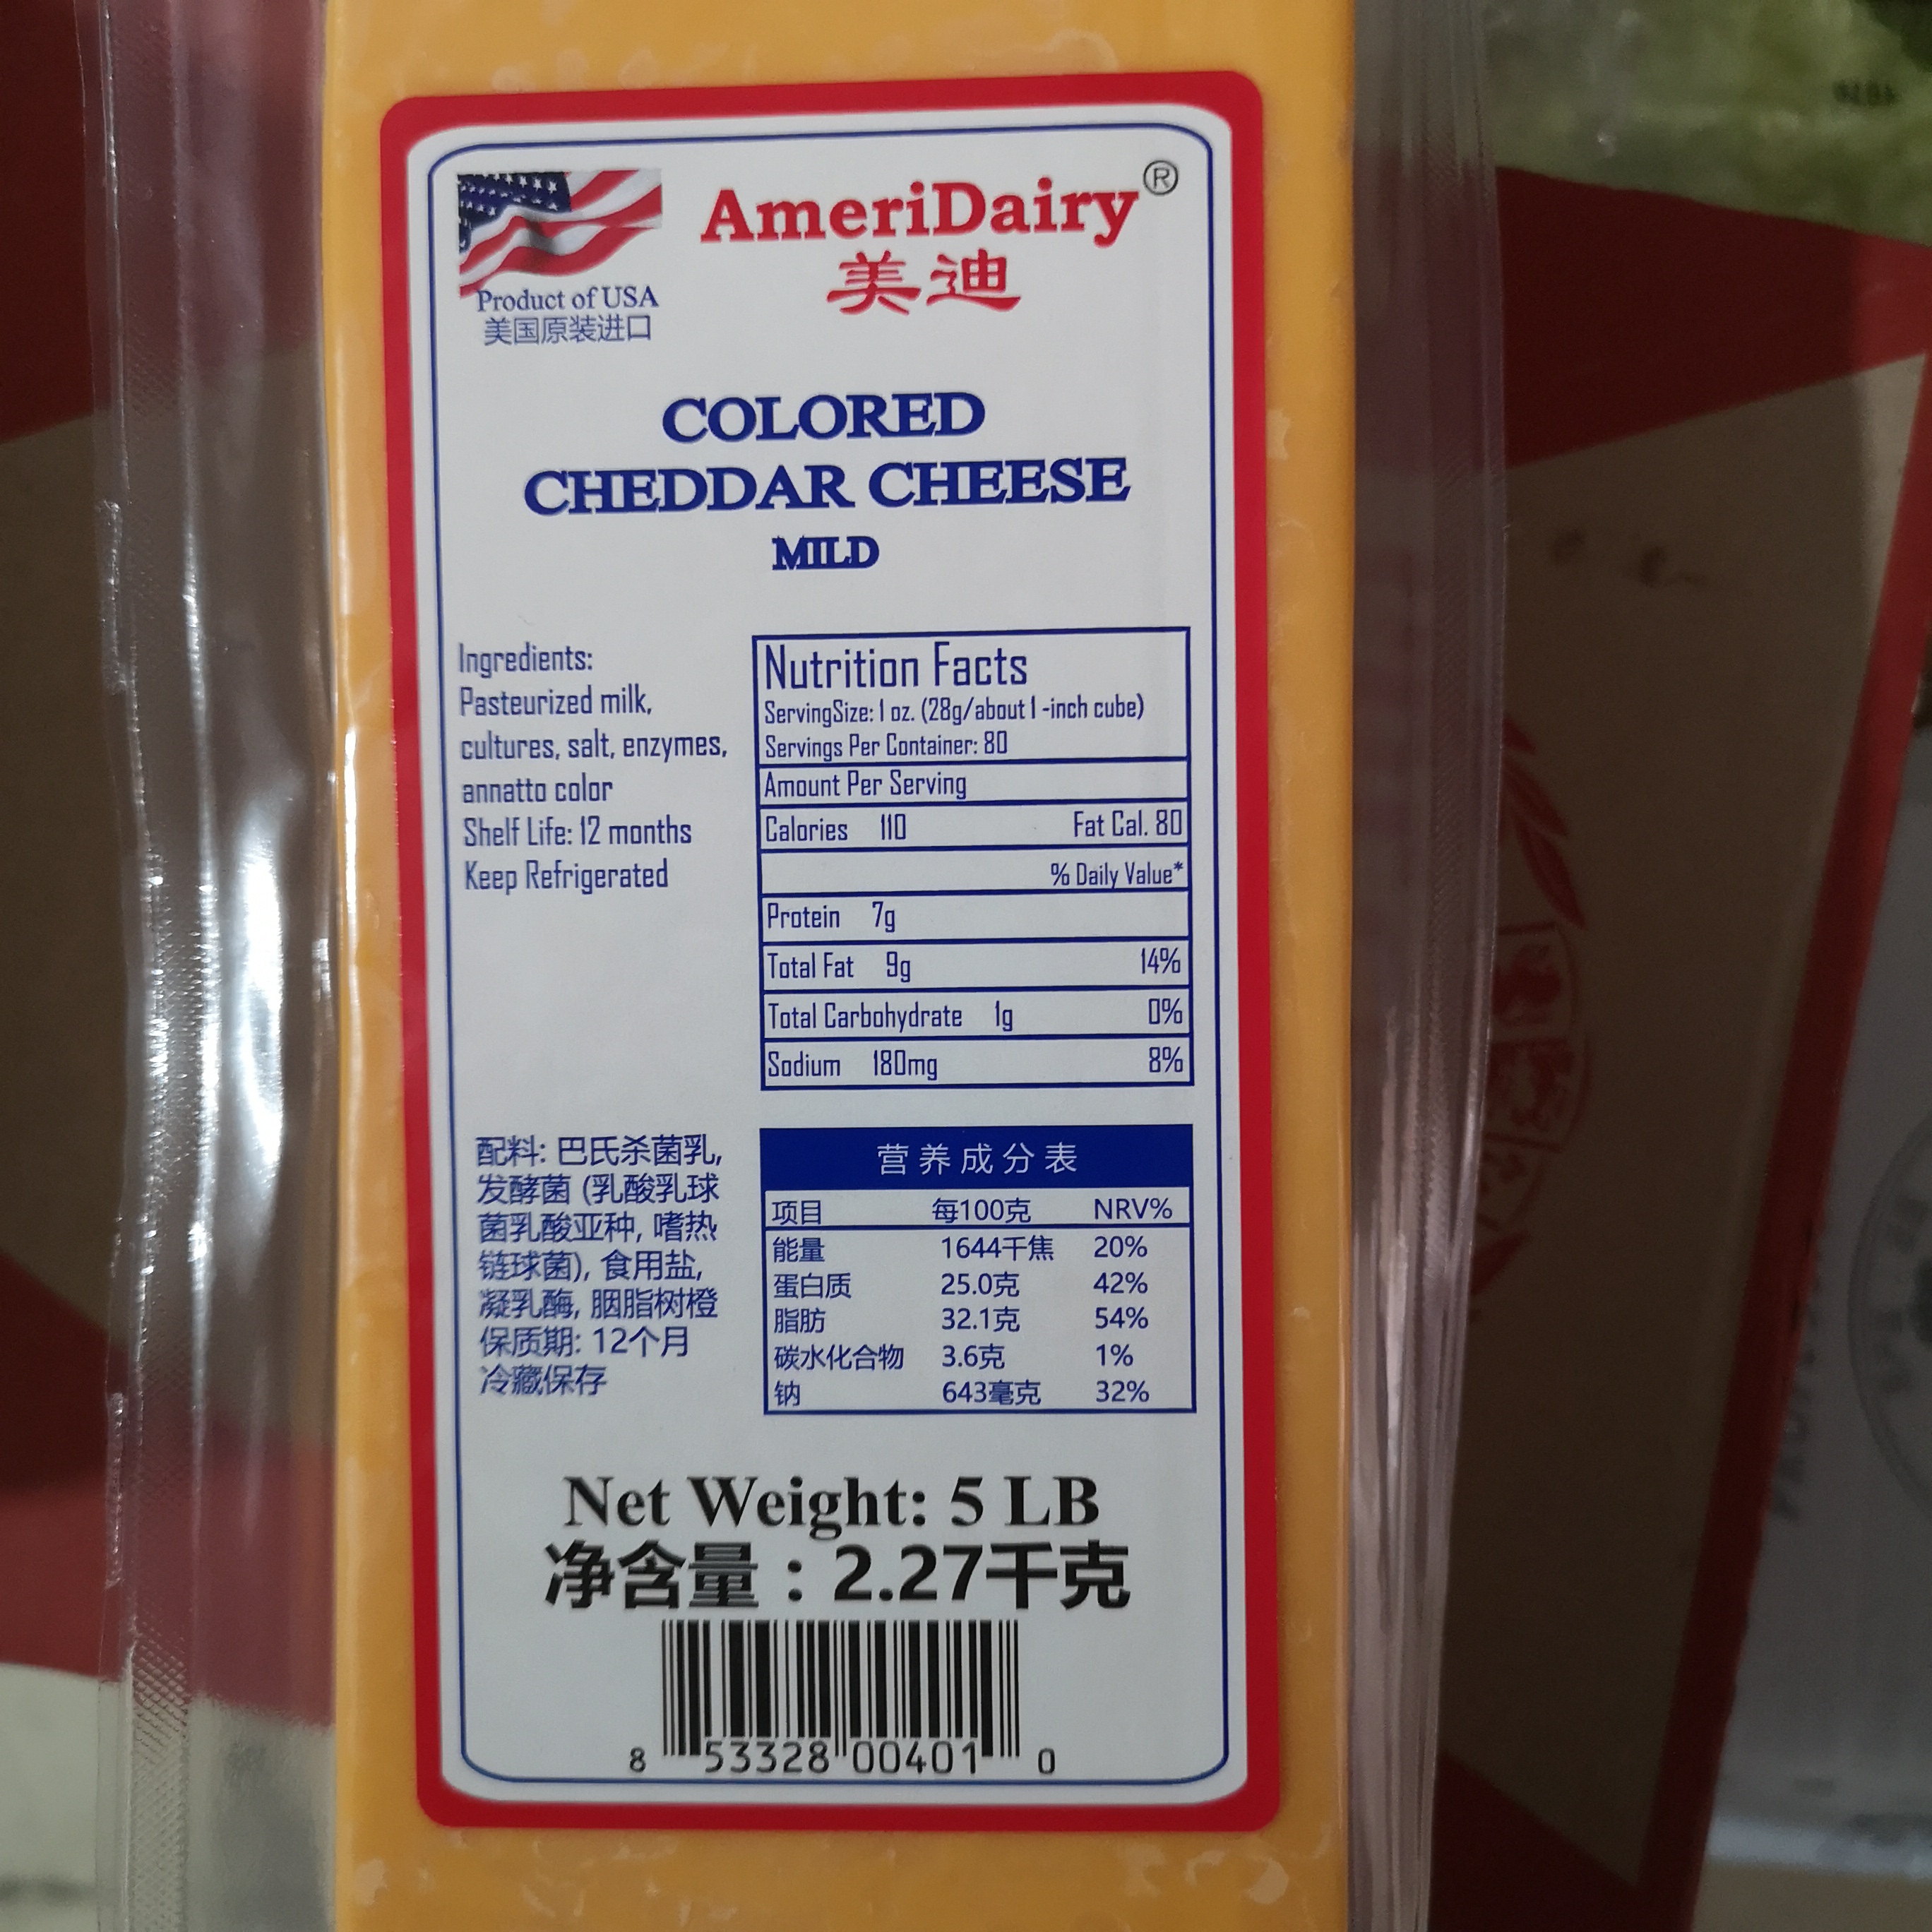 AmeriDairy®
美迪
Product of USA
美国原装进口
COLORED
CHEDDAR CHEESE
MILD
Ingredients:
Pasteurized milk,
cultures, salt, enzymes,
annatto color
Shelf Life: 12 months
Keep Refrigerated
Nutrition Facts
ServingSize: 1 oz. (28g/about 1 -inch cube)
Servings Per Container: 80
Amount Per Serving
Calories 110 Fat Cal. 80
% Daily Value*
Protein 7g
Total Fat 9g 14%
Total Carbohydrate 1g 0%
Sodium 180mg 8%
配料: 巴氏杀菌乳,
发酵菌 (乳酸乳球
菌乳酸亚种, 嗜热
链球菌), 食用盐,
凝乳酶, 胭脂树橙
保质期: 12个月
冷藏保存
营养成分表
项目 每100克 NRV%
能量 1644千焦 20%
蛋白质 25.0克 42%
脂肪 32.1克 54%
碳水化合物 3.6克 1%
钠 643毫克 32%
Net Weight: 5 LB
净含量：2.27千克
8 53328 00401 0